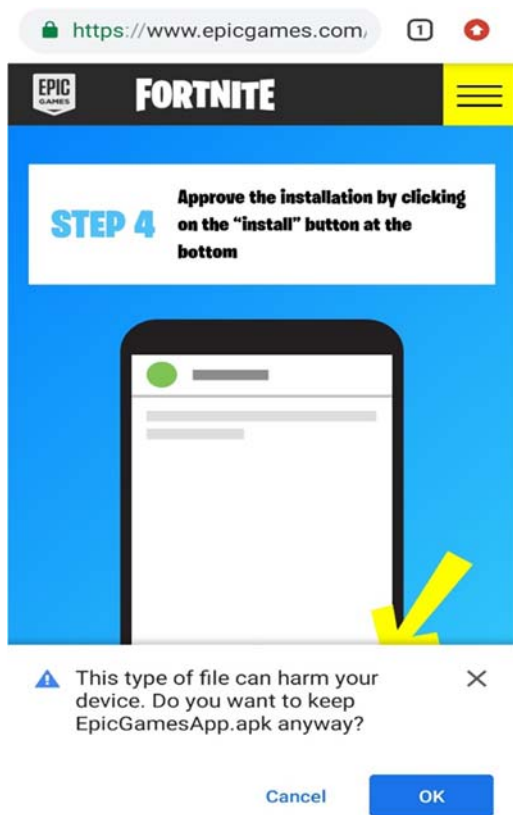 https://www.epicgames.com/
1
EPIC
GAMES
FORTNITE
STEP 4
Approve the installation by clicking
on the “install” button at the
bottom
This type of file can harm your
device. Do you want to keep
EpicGamesApp.apk anyway?
Cancel
OK